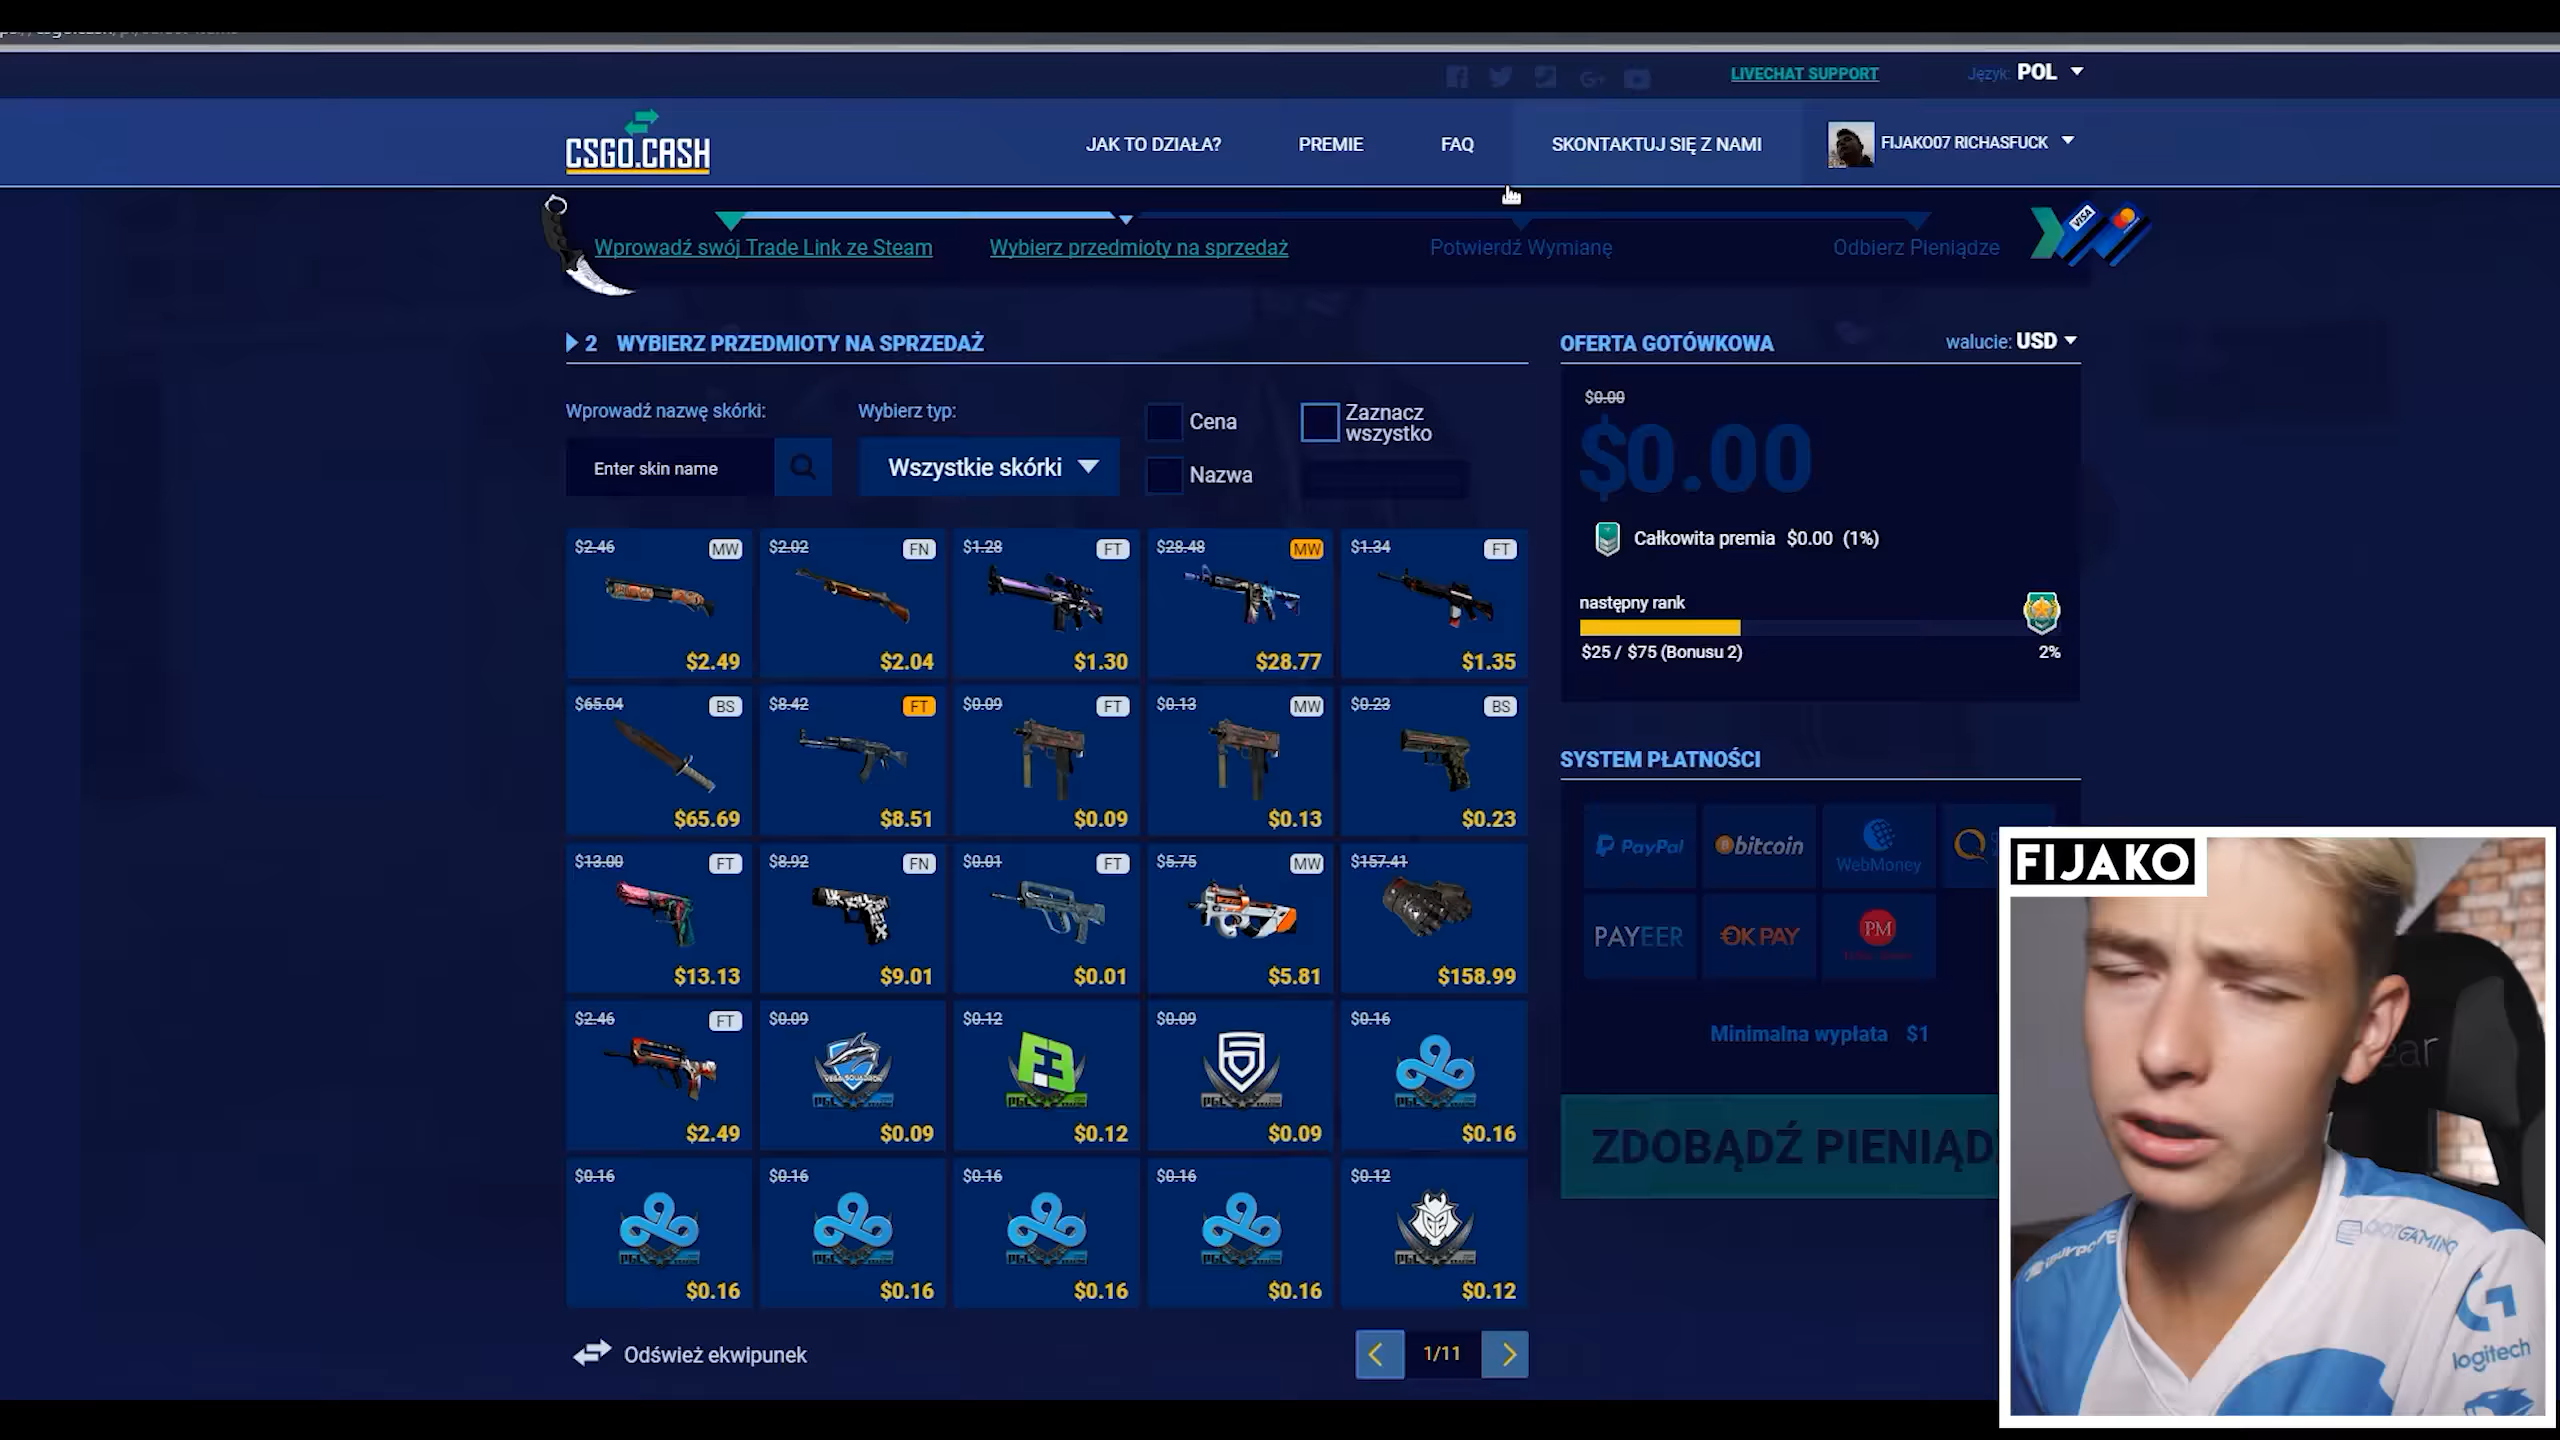 LIVECHAT SUPPORT
Język: POL
CSGO.CASH
JAK TO DZIAŁA?
PREMIE
FAQ
SKONTAKTUJ SIĘ Z NAMI
FIJAKO07 RICHASFUCK
Wprowadź swój Trade Link ze Steam
Wybierz przedmioty na sprzedaż
Potwierdź Wymianę
Odbierz Pieniądze
VISA
2 WYBIERZ PRZEDMIOTY NA SPRZEDAŻ
Wprowadź nazwę skórki:
Enter skin name
Wybierz typ:
Wszystkie skórki
Cena
Nazwa
Zaznacz
wszystko
$2.46 MW
$2.49
$2.02 FN
$2.04
$1.28 FT
$1.30
$28.48 MW
$28.77
$1.34 FT
$1.35
$65.04 BS
$65.69
$8.42 FT
$8.51
$0.09 FT
$0.09
$0.13 MW
$0.13
$0.23 BS
$0.23
$13.00 FT
$13.13
$8.92 FN
$9.01
$0.01 FT
$0.01
$5.75 MW
$5.81
$157.41
$158.99
$2.46 FT
$2.49
$0.09
$0.09
$0.12
$0.12
$0.09
$0.09
$0.16
$0.16
$0.16
$0.16
$0.16
$0.16
$0.16
$0.16
$0.16
$0.16
$0.12
$0.12
Odśwież ekwipunek
1/11
OFERTA GOTÓWKOWA
walucie: USD
$0.00
$0.00
Całkowita premia $0.00 (1%)
następny rank
$25 / $75 (Bonusu 2)
2%
SYSTEM PŁATNOŚCI
PayPal
bitcoin
WebMoney
PAYEER
OKPAY
PM
Minimalna wypłata $1
ZDOBĄDŹ PIENIĄD
FIJAKO
logitech